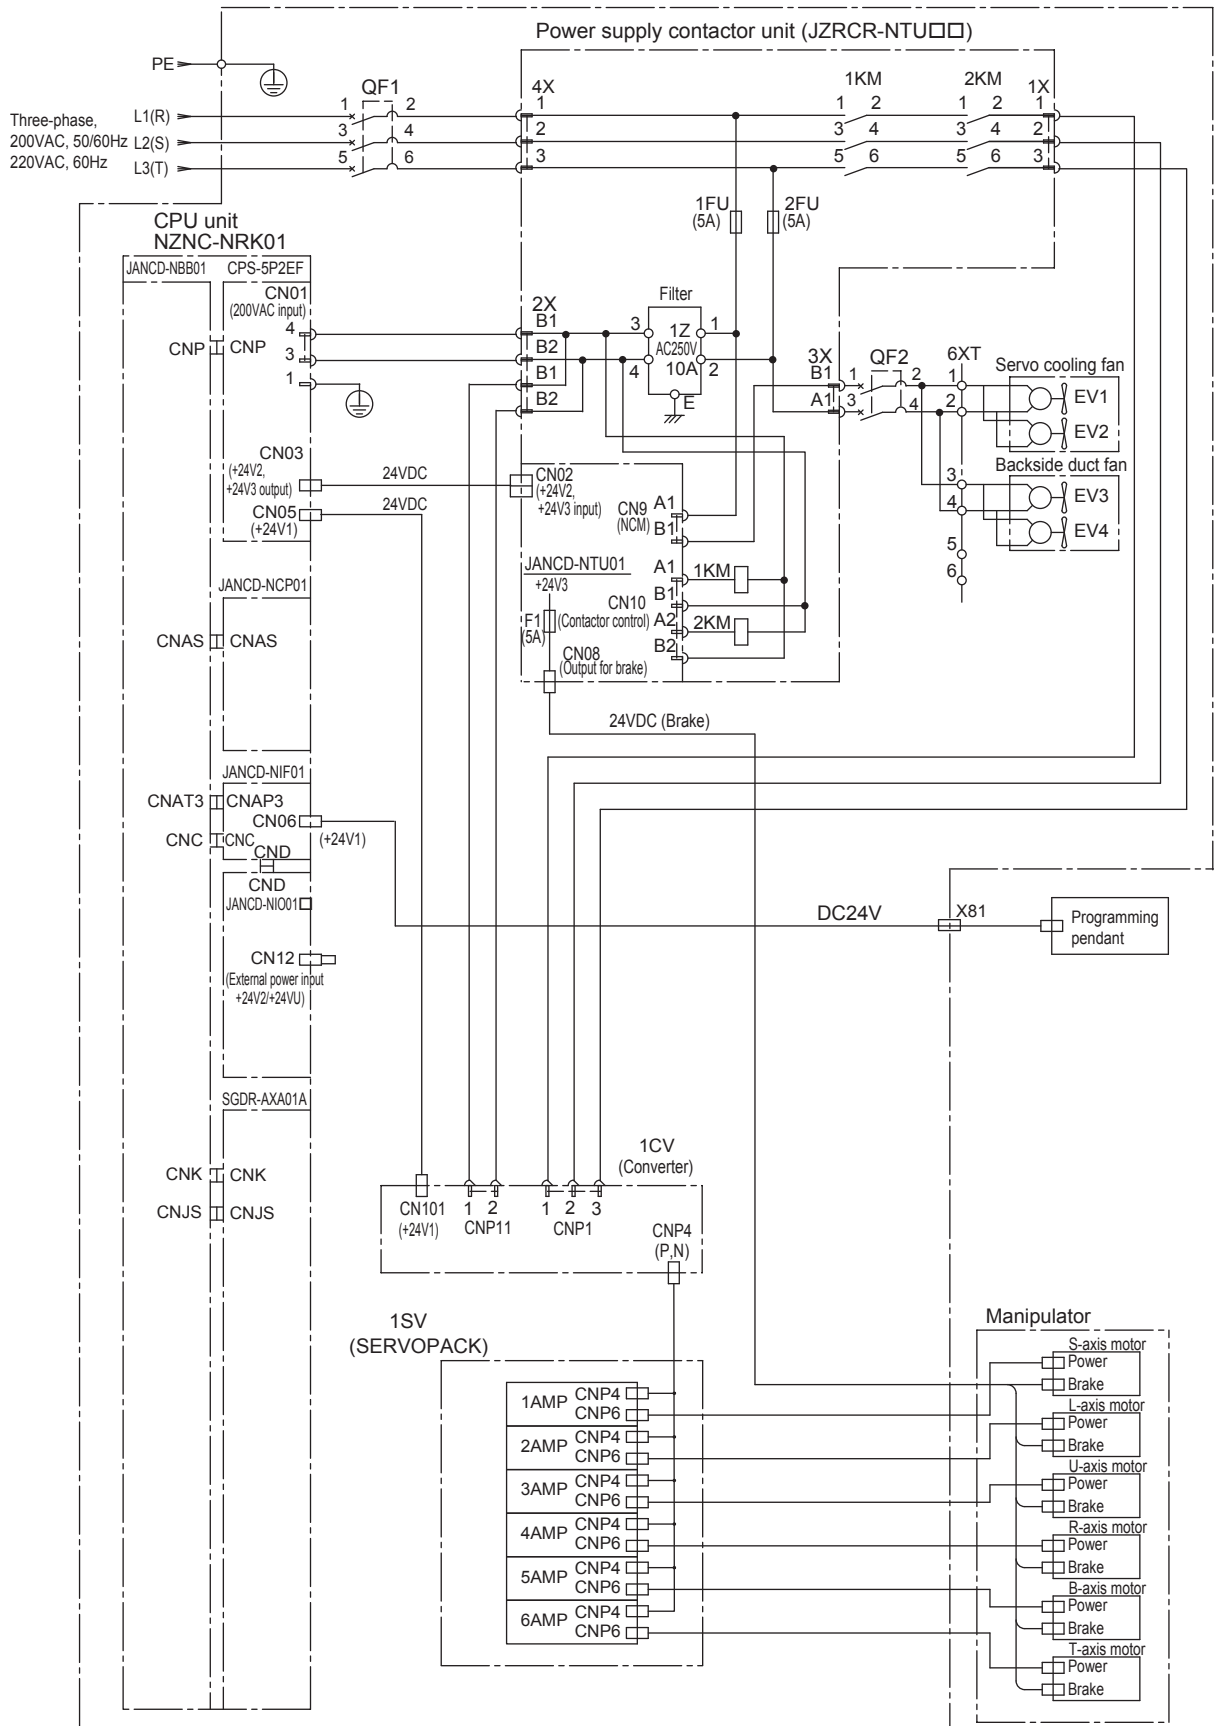 Power supply contactor unit (JZRCR-NTU□□)
PE
QF1
4X
1KM
2KM
1X
Three-phase,
200VAC, 50/60Hz
220VAC, 60Hz
L1(R)
1
2
1
1
2
1
2
1
L2(S)
3
4
2
3
4
3
4
2
L3(T)
5
6
3
5
6
5
6
3
1FU
(5A)
2FU
(5A)
CPU unit
NZNC-NRK01
JANCD-NBB01
CPS-5P2EF
CN01
(200VAC input)
4
3
1
CNP
CNP
2X
B1
B2
B1
B2
Filter
3
1Z
1
AC250V
4
10A
2
E
3X
B1
A1
QF2
1
2
3
4
6XT
1
2
3
4
5
6
Servo cooling fan
EV1
EV2
Backside duct fan
EV3
EV4
CN03
(+24V2,
+24V3 output)
24VDC
CN05
(+24V1)
24VDC
CN02
(+24V2,
+24V3 input)
CN9
(NCM)
A1
B1
JANCD-NTU01
+24V3
F1
(5A)
CN10
(Contactor control)
A1
1KM
B1
A2
2KM
B2
CN08
(Output for brake)
24VDC (Brake)
JANCD-NCP01
CNAS
CNAS
JANCD-NIF01
CNAT3
CNAP3
CN06
(+24V1)
CNC
CNC
CND
CND
JANCD-NIO01□
DC24V
X81
Programming
pendant
CN12
(External power input
+24V2/+24VU)
SGDR-AXA01A
CNK
CNK
CNJS
CNJS
1CV
(Converter)
CN101
(+24V1)
1
2
CNP11
1
2
3
CNP1
CNP4
(P,N)
1SV
(SERVOPACK)
1AMP
CNP4
CNP6
2AMP
CNP4
CNP6
3AMP
CNP4
CNP6
4AMP
CNP4
CNP6
5AMP
CNP4
CNP6
6AMP
CNP4
CNP6
Manipulator
S-axis motor
Power
Brake
L-axis motor
Power
Brake
U-axis motor
Power
Brake
R-axis motor
Power
Brake
B-axis motor
Power
Brake
T-axis motor
Power
Brake